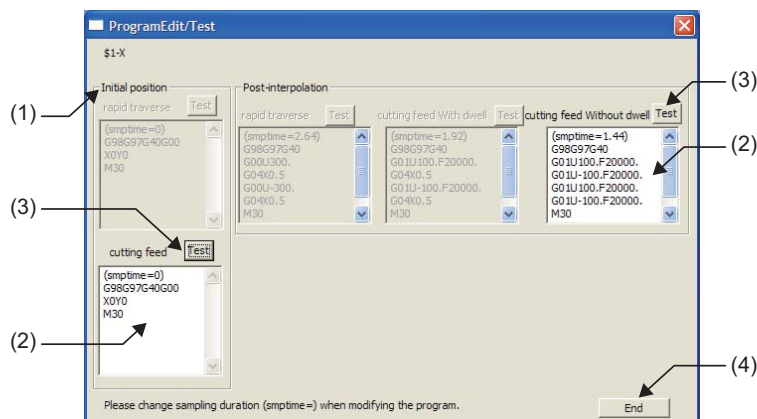 ProgramEdit/Test
$1-X
Initial position
rapid traverse Test
(smptime=0)
G98G97G40G00
X0Y0
M30
cutting feed Test
(smptime=0)
G98G97G40G00
X0Y0
M30
Post-interpolation
rapid traverse Test
(smptime=2.64)
G98G97G40
G00U300.
G04X0.5
G00U-300.
G04X0.5
M30
cutting feed With dwell Test
(smptime=1.92)
G98G97G40
G01U100.F20000.
G04X0.5
G01U-100.F20000.
G04X0.5
M30
cutting feed Without dwell Test
(smptime=1.44)
G98G97G40
G01U100.F20000.
G01U-100.F20000.
G01U100.F20000.
G01U-100.F20000.
M30
Please change sampling duration (smptime=) when modifying the program.
End
(1)
(3)
(2)
(3)
(2)
(4)